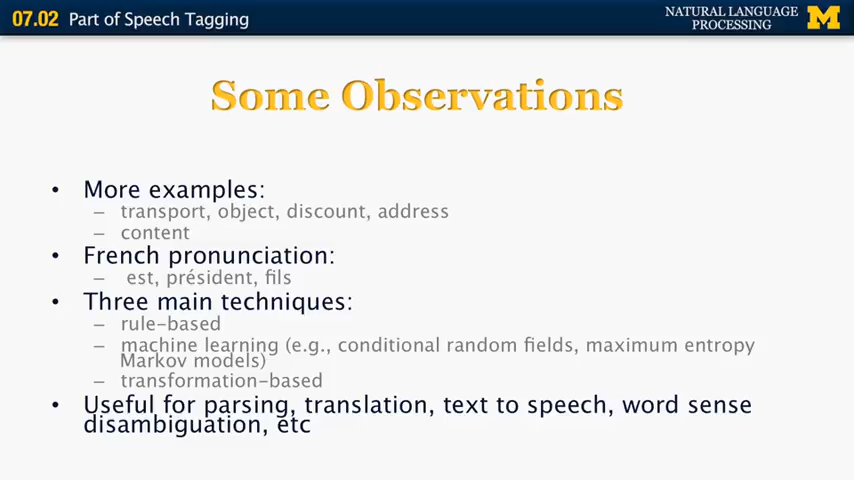 07.02 Part of Speech Tagging
NATURAL LANGUAGE
PROCESSING
M
Some Observations
• More examples:
– transport, object, discount, address
– content
• French pronunciation:
– est, président, fils
• Three main techniques:
– rule-based
– machine learning (e.g., conditional random fields, maximum entropy
Markov models)
– transformation-based
• Useful for parsing, translation, text to speech, word sense
disambiguation, etc